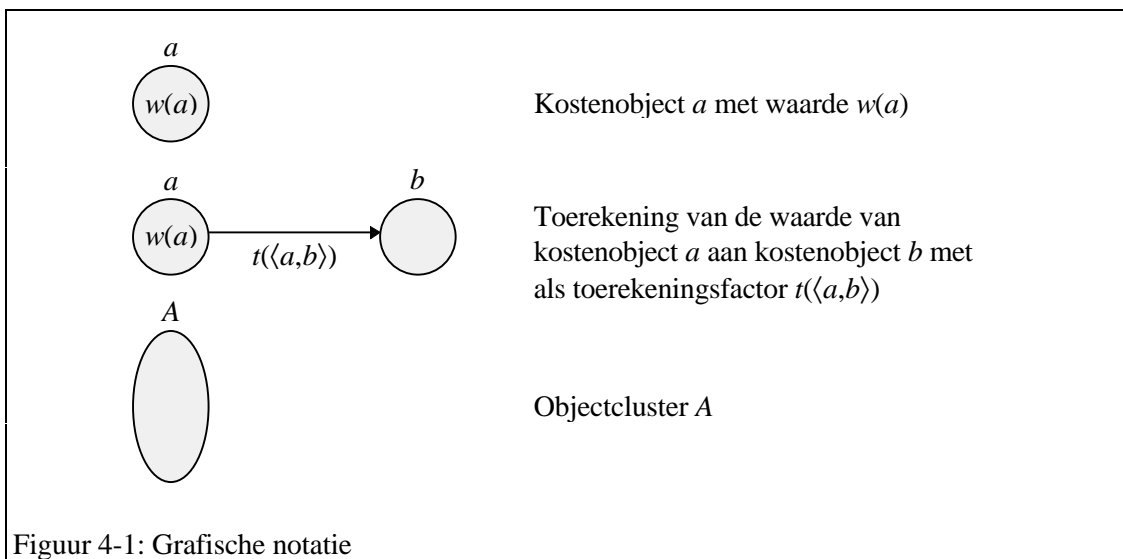 a
w(a)
Kostenobject a met waarde w(a)
a
b
w(a)
t(⟨a,b⟩)
Toerekening van de waarde van
kostenobject a aan kostenobject b met
als toerekeningsfactor t(⟨a,b⟩)
A
Objectcluster A
Figuur 4-1: Grafische notatie